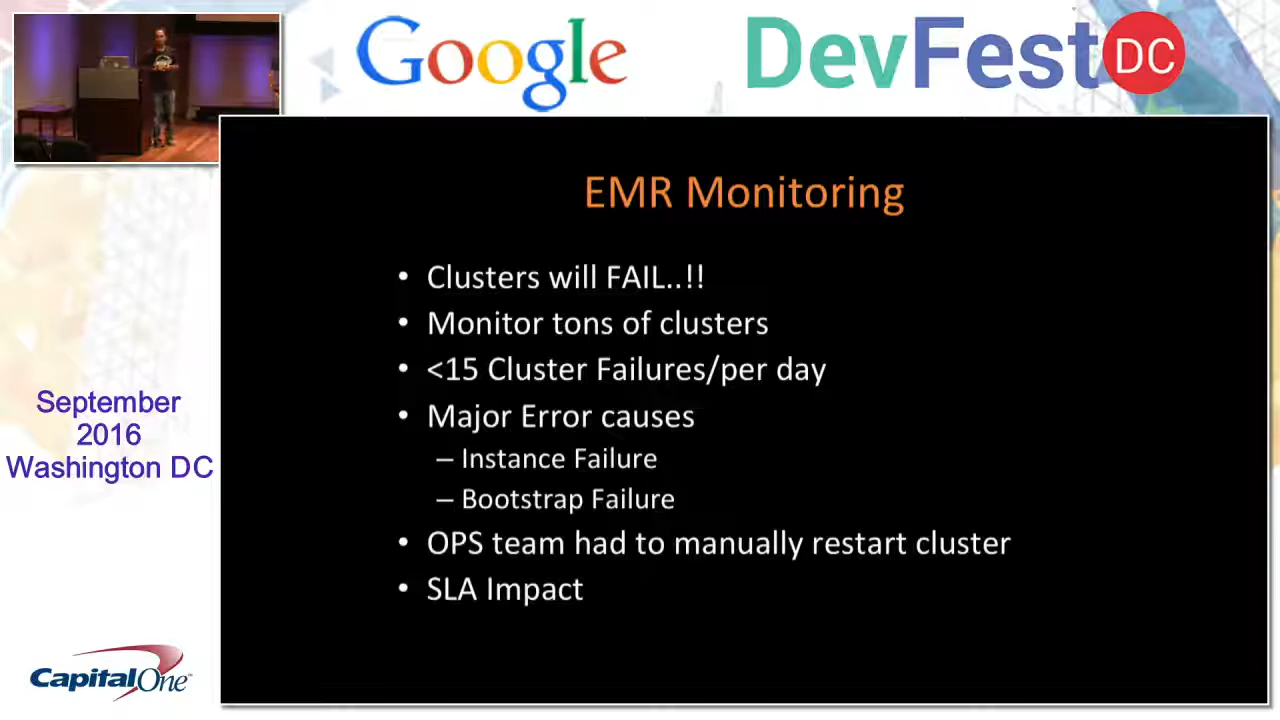 Google
DevFest DC
EMR Monitoring
• Clusters will FAIL..!!
• Monitor tons of clusters
• <15 Cluster Failures/per day
• Major Error causes
– Instance Failure
– Bootstrap Failure
• OPS team had to manually restart cluster
• SLA Impact
September
2016
Washington DC
CapitalOne